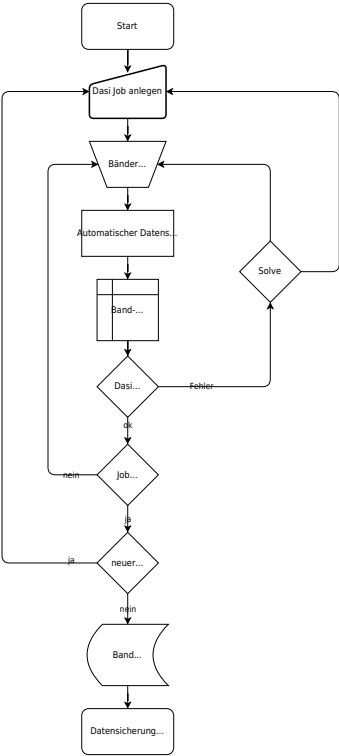 Start
Dasi Job anlegen
Bänder...
Automatischer Datens...
Solve
Band-...
Dasi...
Fehler
ok
Job...
nein
ja
neuer...
ja
nein
Band...
Datensicherung...